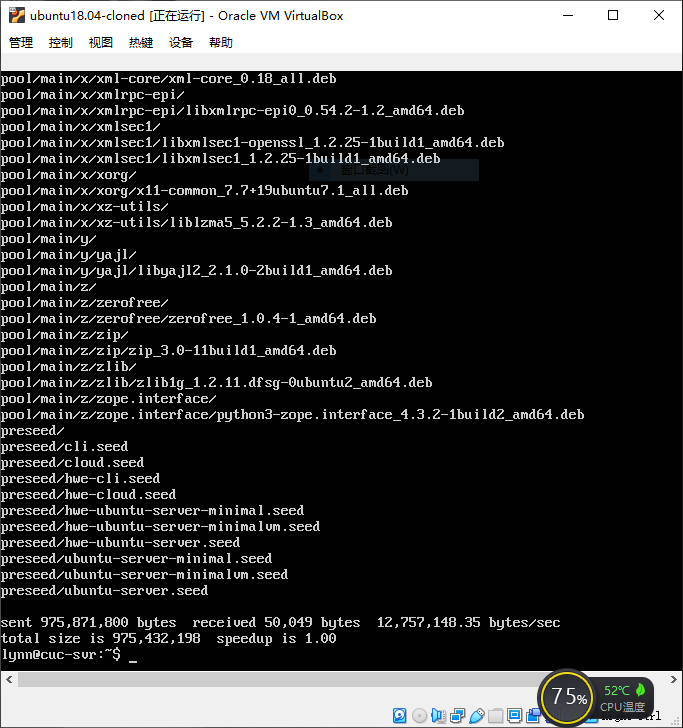 ubuntu18.04-cloned [正在运行] - Oracle VM VirtualBox
管理 控制 视图 热键 设备 帮助
pool/main/x/xml-core/xml-core_0.18_all.deb
pool/main/x/xmlrpc-epi/
pool/main/x/xmlrpc-epi/libxmlrpc-epi0_0.54.2-1.2_amd64.deb
pool/main/x/xmlsec1/
pool/main/x/xmlsec1/libxmlsec1-openssl_1.2.25-1build1_amd64.deb
pool/main/x/xmlsec1/libxmlsec1_1.2.25-1build1_amd64.deb
窗口截图(W)
pool/main/x/xorg/
pool/main/x/xorg/x11-common_7.7+19ubuntu7.1_all.deb
pool/main/x/xz-utils/
pool/main/x/xz-utils/liblzma5_5.2.2-1.3_amd64.deb
pool/main/y/
pool/main/y/yajl/
pool/main/y/yajl/libyajl2_2.1.0-2build1_amd64.deb
pool/main/z/
pool/main/z/zerofree/
pool/main/z/zerofree/zerofree_1.0.4-1_amd64.deb
pool/main/z/zip/
pool/main/z/zip/zip_3.0-11build1_amd64.deb
pool/main/z/zlib/
pool/main/z/zlib/zlib1g_1.2.11.dfsg-0ubuntu2_amd64.deb
pool/main/z/zope.interface/
pool/main/z/zope.interface/python3-zope.interface_4.3.2-1build2_amd64.deb
preseed/
preseed/cli.seed
preseed/cloud.seed
preseed/hwe-cli.seed
preseed/hwe-cloud.seed
preseed/hwe-ubuntu-server-minimal.seed
preseed/hwe-ubuntu-server-minimalvm.seed
preseed/hwe-ubuntu-server.seed
preseed/ubuntu-server-minimal.seed
preseed/ubuntu-server-minimalvm.seed
preseed/ubuntu-server.seed
sent 975,871,800 bytes  received 50,049 bytes  12,757,148.35 bytes/sec
total size is 975,432,198  speedup is 1.00
lynn@cuc-svr:~$ _
75%
52℃
CPU温度